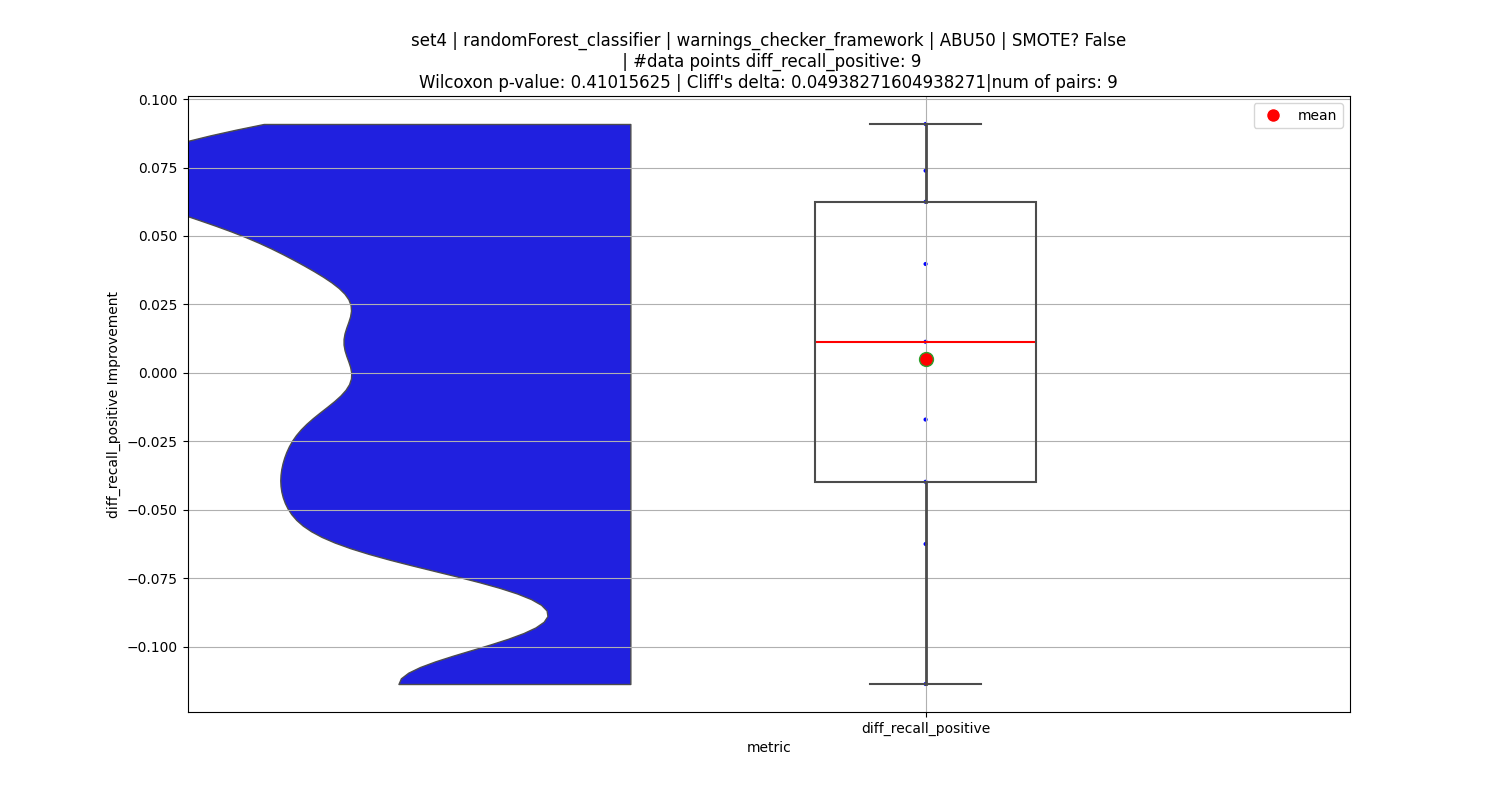 set4 | randomForest_classifier | warnings_checker_framework | ABU50 | SMOTE? False
| #data points diff_recall_positive: 9
Wilcoxon p-value: 0.41015625 | Cliff's delta: 0.04938271604938271|num of pairs: 9
mean
0.100
0.075
0.050
0.025
0.000
−0.025
−0.050
−0.075
−0.100
diff_recall_positive Improvement
diff_recall_positive
metric